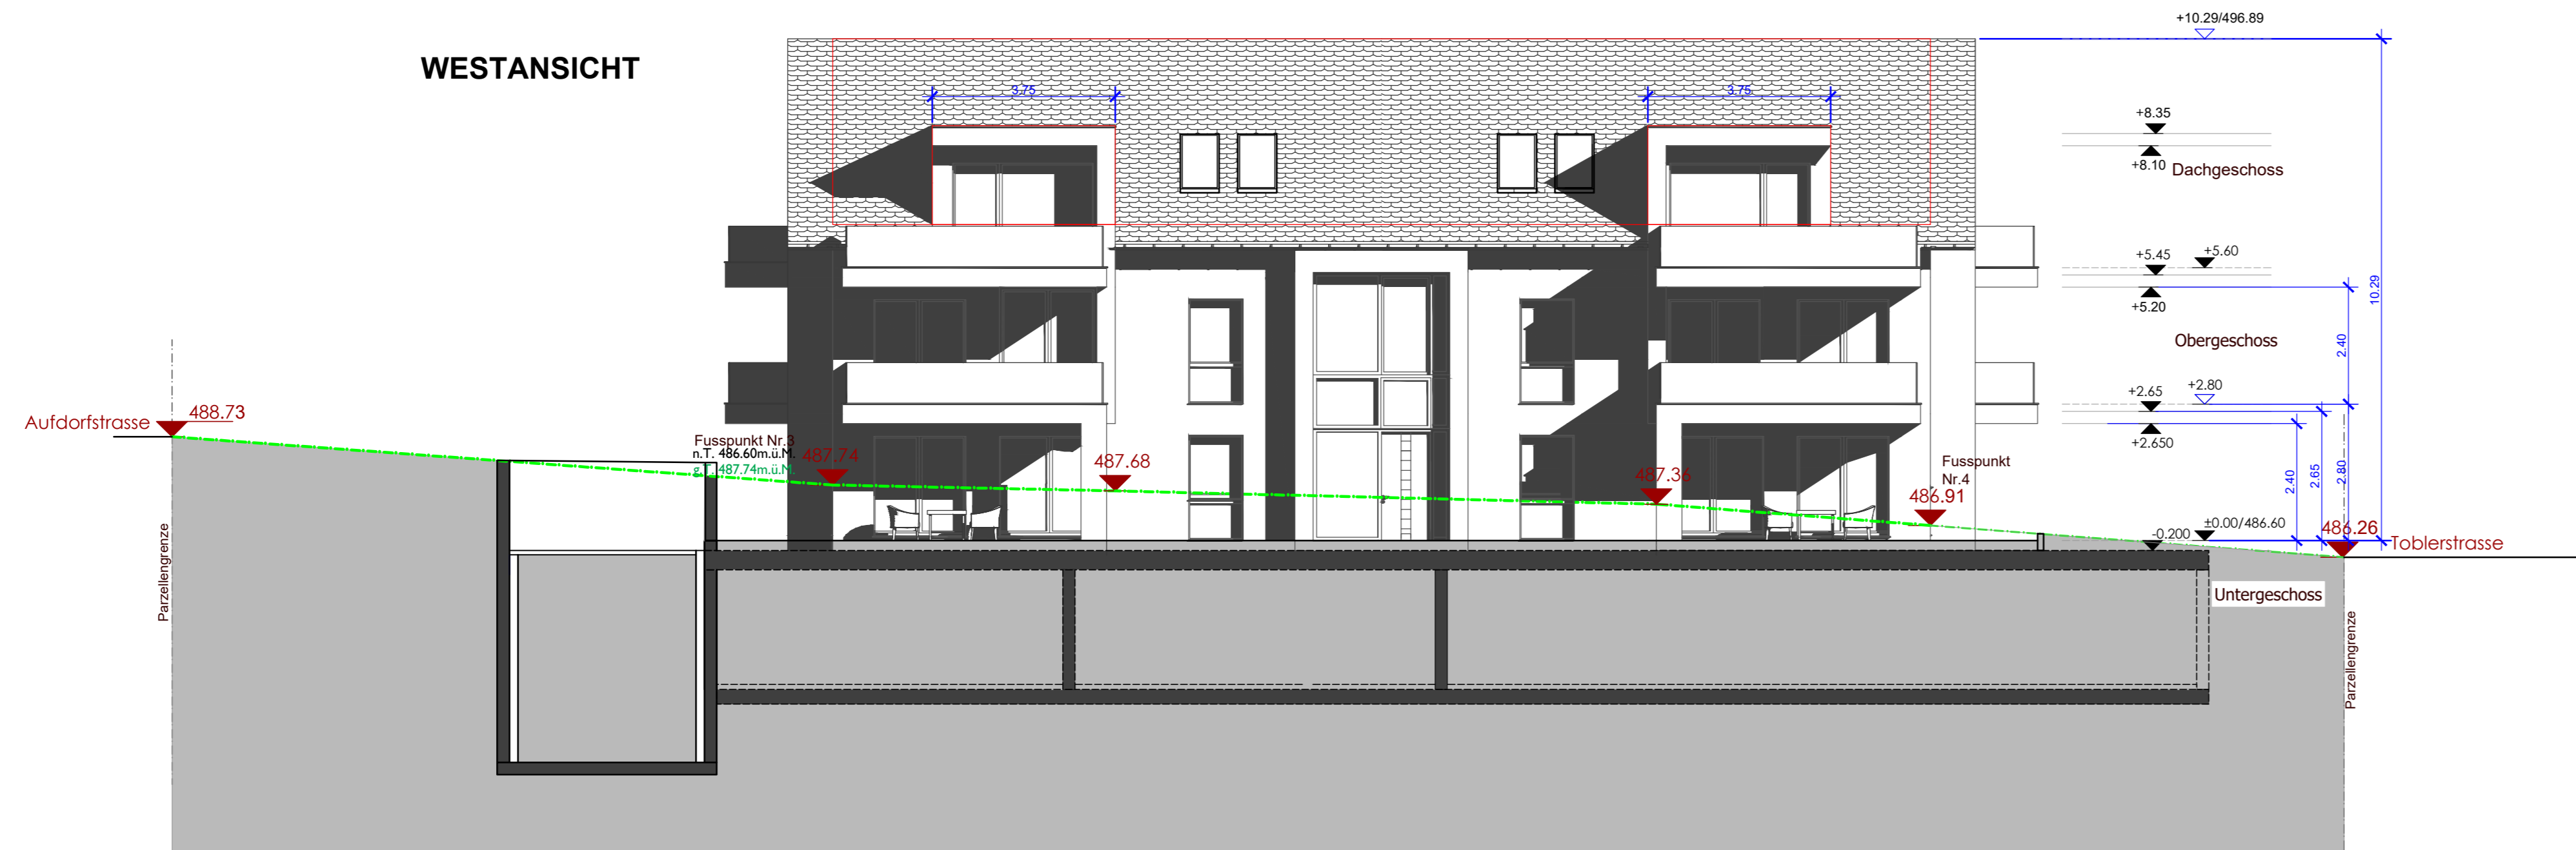 WESTANSICHT
+10.29/496.89
3.75
3.75
+8.35
+8.10
Dachgeschoss
+5.45
+5.60
+5.20
10.29
Obergeschoss
2.40
+2.65
+2.80
+2.650
Aufdorfstrasse
488.73
Fusspunkt Nr.3
n.T. 486.60m.ü.M.
g.T. 487.74m.ü.M.
487.74
487.68
487.36
Fusspunkt
Nr.4
486.91
2.40
2.65
2.80
-0.200
±0.00/486.60
486.26
Toblerstrasse
Parzellengrenze
Untergeschoss
Parzellengrenze